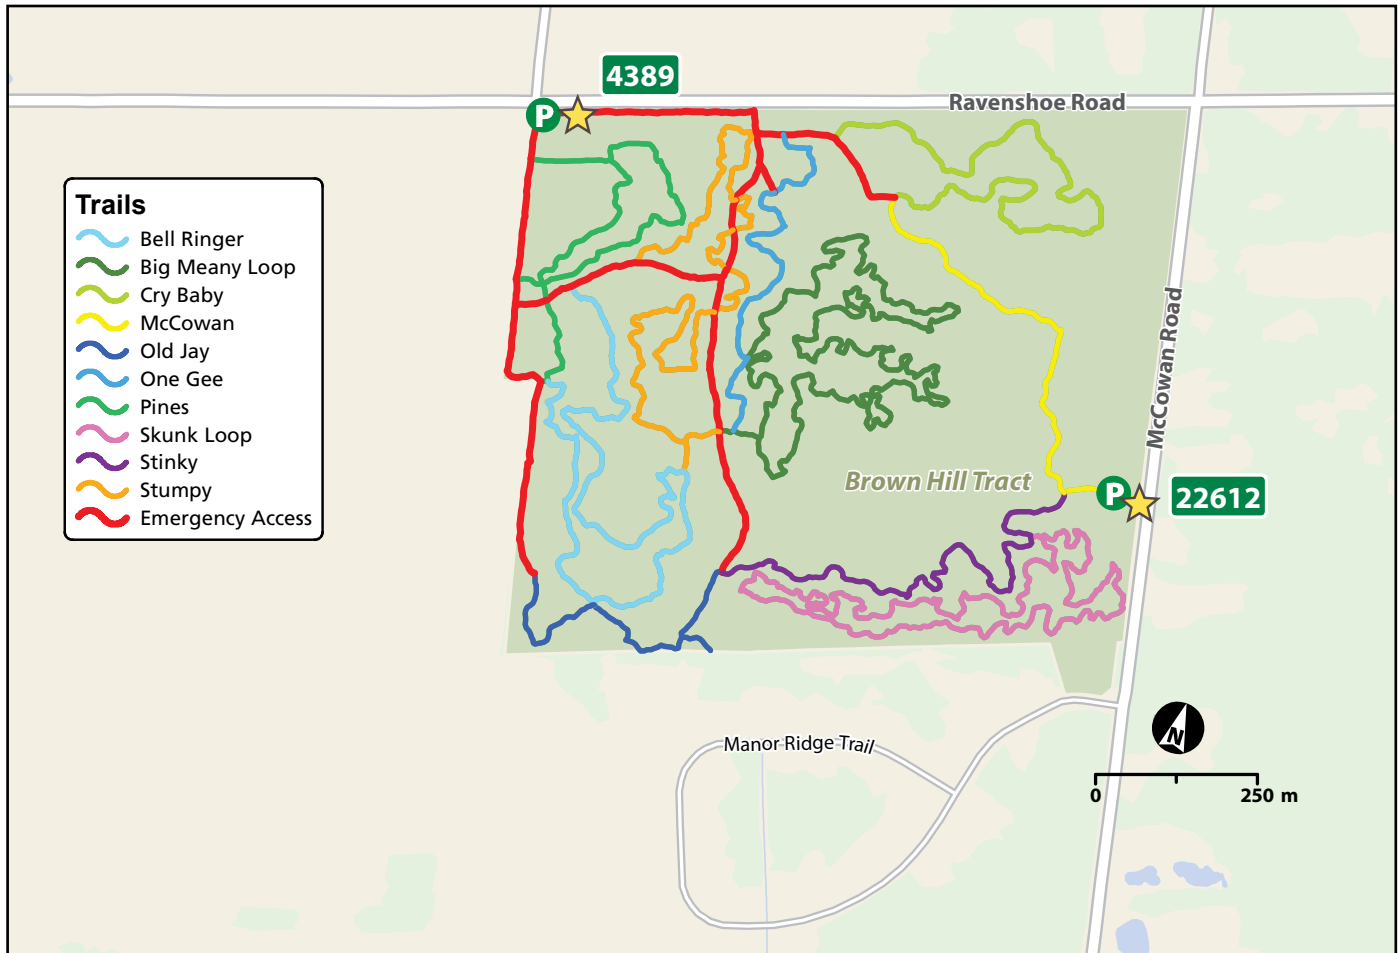 4389
P
Ravenshoe Road
Trails
Bell Ringer
Big Meany Loop
Cry Baby
McCowan
Old Jay
One Gee
Pines
Skunk Loop
Stinky
Stumpy
Emergency Access
McCowan Road
Brown Hill Tract
P
22612
Manor Ridge Trail
N
0 250 m